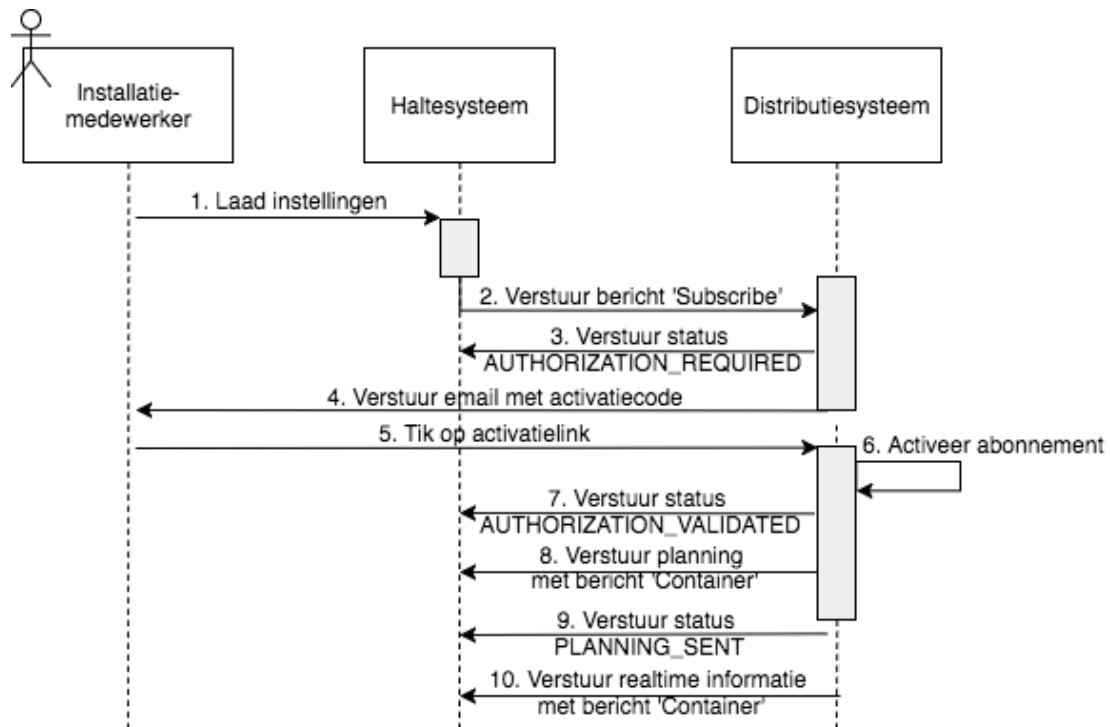 Installatie-
medewerker
Haltesysteem
Distributiesysteem
1. Laad instellingen
2. Verstuur bericht 'Subscribe'
3. Verstuur status
AUTHORIZATION_REQUIRED
4. Verstuur email met activatiecode
5. Tik op activatielink
6. Activeer abonnement
7. Verstuur status
AUTHORIZATION_VALIDATED
8. Verstuur planning
met bericht 'Container'
9. Verstuur status
PLANNING_SENT
10. Verstuur realtime informatie
met bericht 'Container'